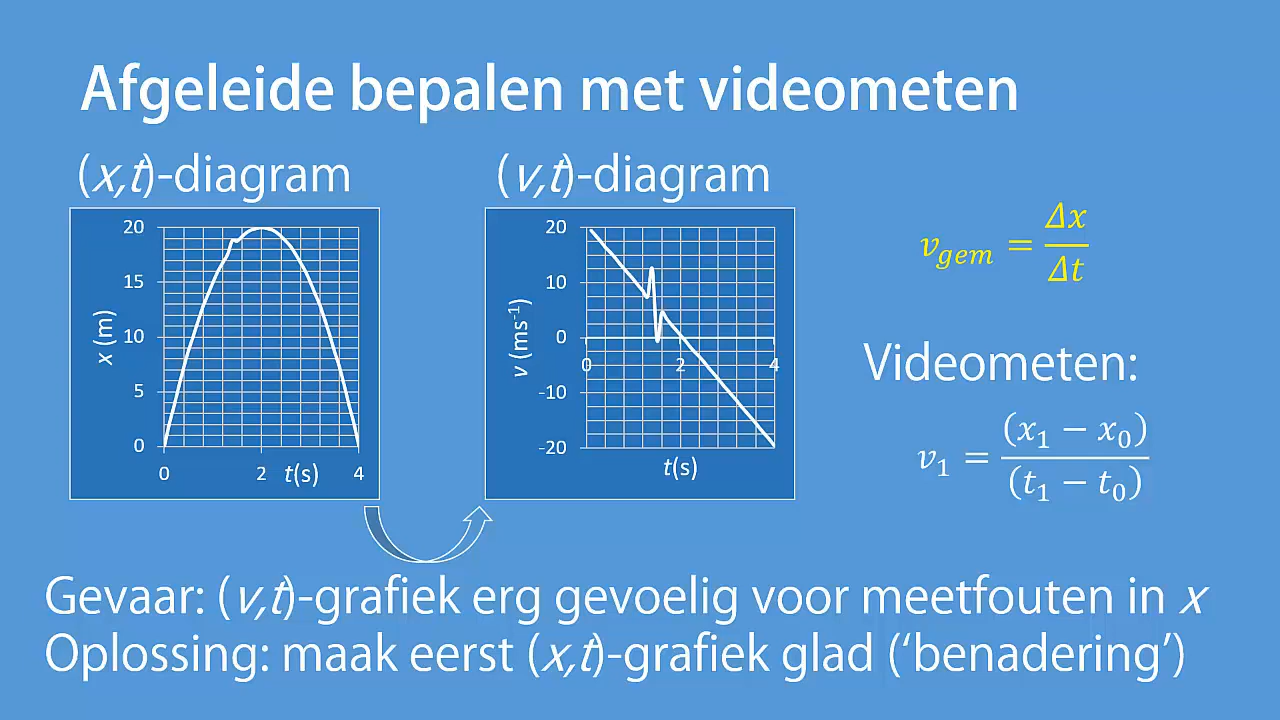 Afgeleide bepalen met videometen
(x,t)-diagram
20
15
10
5
0
x (m)
0 2 t(s) 4
(v,t)-diagram
20
10
0
-10
-20
v (ms⁻¹)
0 2 4
t(s)
v_gem = Δx / Δt
Videometen:
v₁ = (x₁ − x₀) / (t₁ − t₀)
Gevaar: (v,t)-grafiek erg gevoelig voor meetfouten in x
Oplossing: maak eerst (x,t)-grafiek glad (‘benadering’)